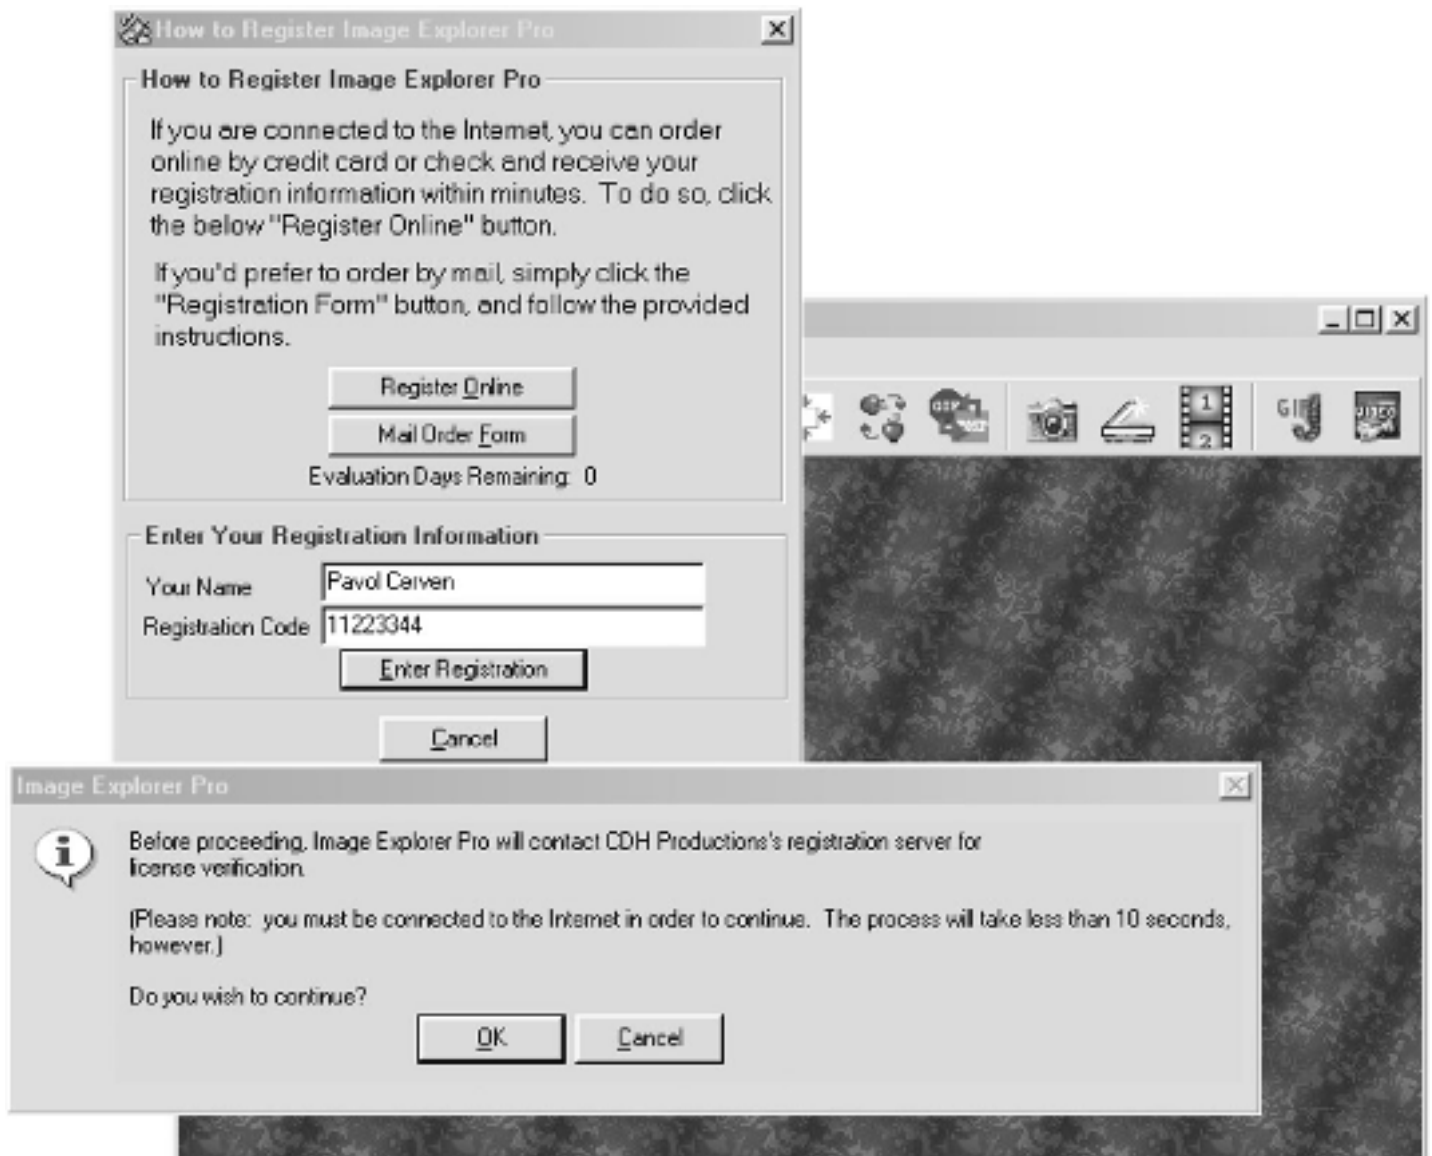 How to Register Image Explorer Pro
How to Register Image Explorer Pro
If you are connected to the Internet, you can order
online by credit card or check and receive your
registration information within minutes. To do so, click
the below "Register Online" button.
If you'd prefer to order by mail, simply click the
"Registration Form" button, and follow the provided
instructions.
Register Online
Mail Order Form
Evaluation Days Remaining: 0
Enter Your Registration Information
Your Name Pavol Cerven
Registration Code 11223344
Enter Registration
Cancel
1
2
GIF
VIDEO
Image Explorer Pro
Before proceeding, Image Explorer Pro will contact CDH Productions's registration server for
license verification.
(Please note: you must be connected to the Internet in order to continue. The process will take less than 10 seconds,
however.)
Do you wish to continue?
OK
Cancel